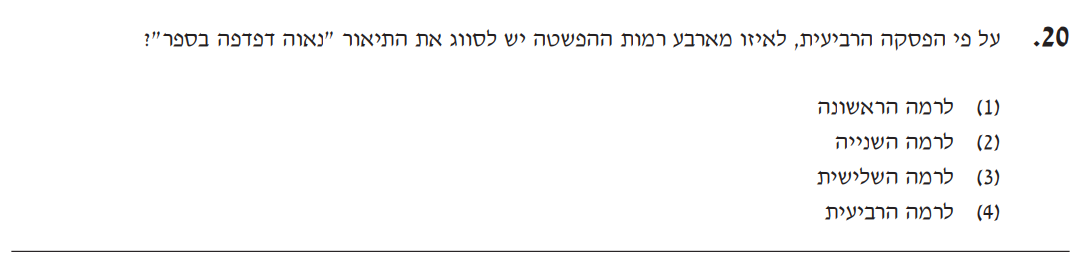 20. על פי הפסקה הרביעית, לאיזו מארבע רמות ההפשטה יש לסווג את התיאור "נאוה דפדפה בספר"?
(1) לרמה הראשונה
(2) לרמה השנייה
(3) לרמה השלישית
(4) לרמה הרביעית